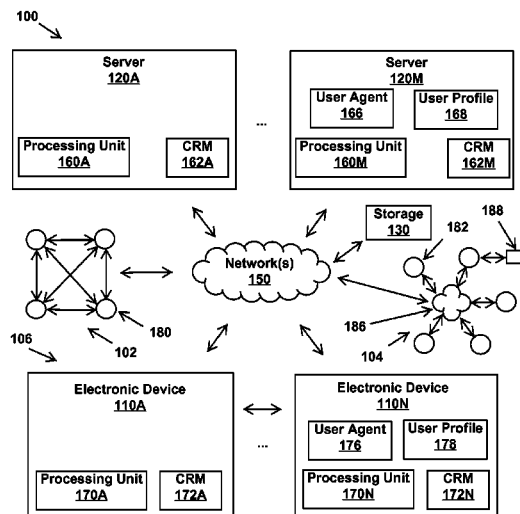 100
Server
120A
Processing Unit
160A
CRM
162A
...
Server
120M
User Agent
166
User Profile
168
Processing Unit
160M
CRM
162M
Storage
130
182
188
Network(s)
150
180
102
186
104
106
Electronic Device
110A
Processing Unit
170A
CRM
172A
...
Electronic Device
110N
User Agent
176
User Profile
178
Processing Unit
170N
CRM
172N